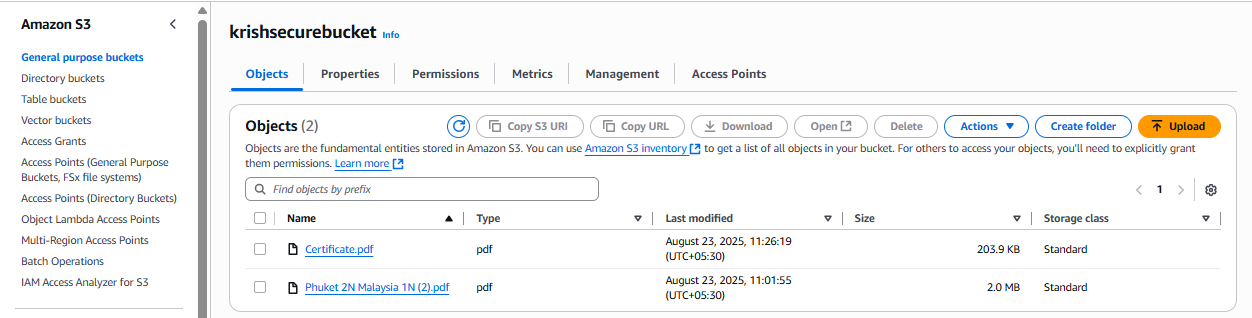 Amazon S3
General purpose buckets
Directory buckets
Table buckets
Vector buckets
Access Grants
Access Points (General Purpose
Buckets, FSx file systems)
Access Points (Directory Buckets)
Object Lambda Access Points
Multi-Region Access Points
Batch Operations
IAM Access Analyzer for S3
krishsecurebucket Info
Objects Properties Permissions Metrics Management Access Points
Objects (2) Copy S3 URI Copy URL Download Open Delete Actions Create folder Upload
Objects are the fundamental entities stored in Amazon S3. You can use Amazon S3 inventory to get a list of all objects in your bucket. For others to access your objects, you'll need to explicitly grant
them permissions. Learn more
Find objects by prefix 1
Name Type Last modified Size Storage class
Certificate.pdf pdf August 23, 2025, 11:26:19 203.9 KB Standard
(UTC+05:30)
Phuket 2N Malaysia 1N (2).pdf pdf August 23, 2025, 11:01:55 2.0 MB Standard
(UTC+05:30)